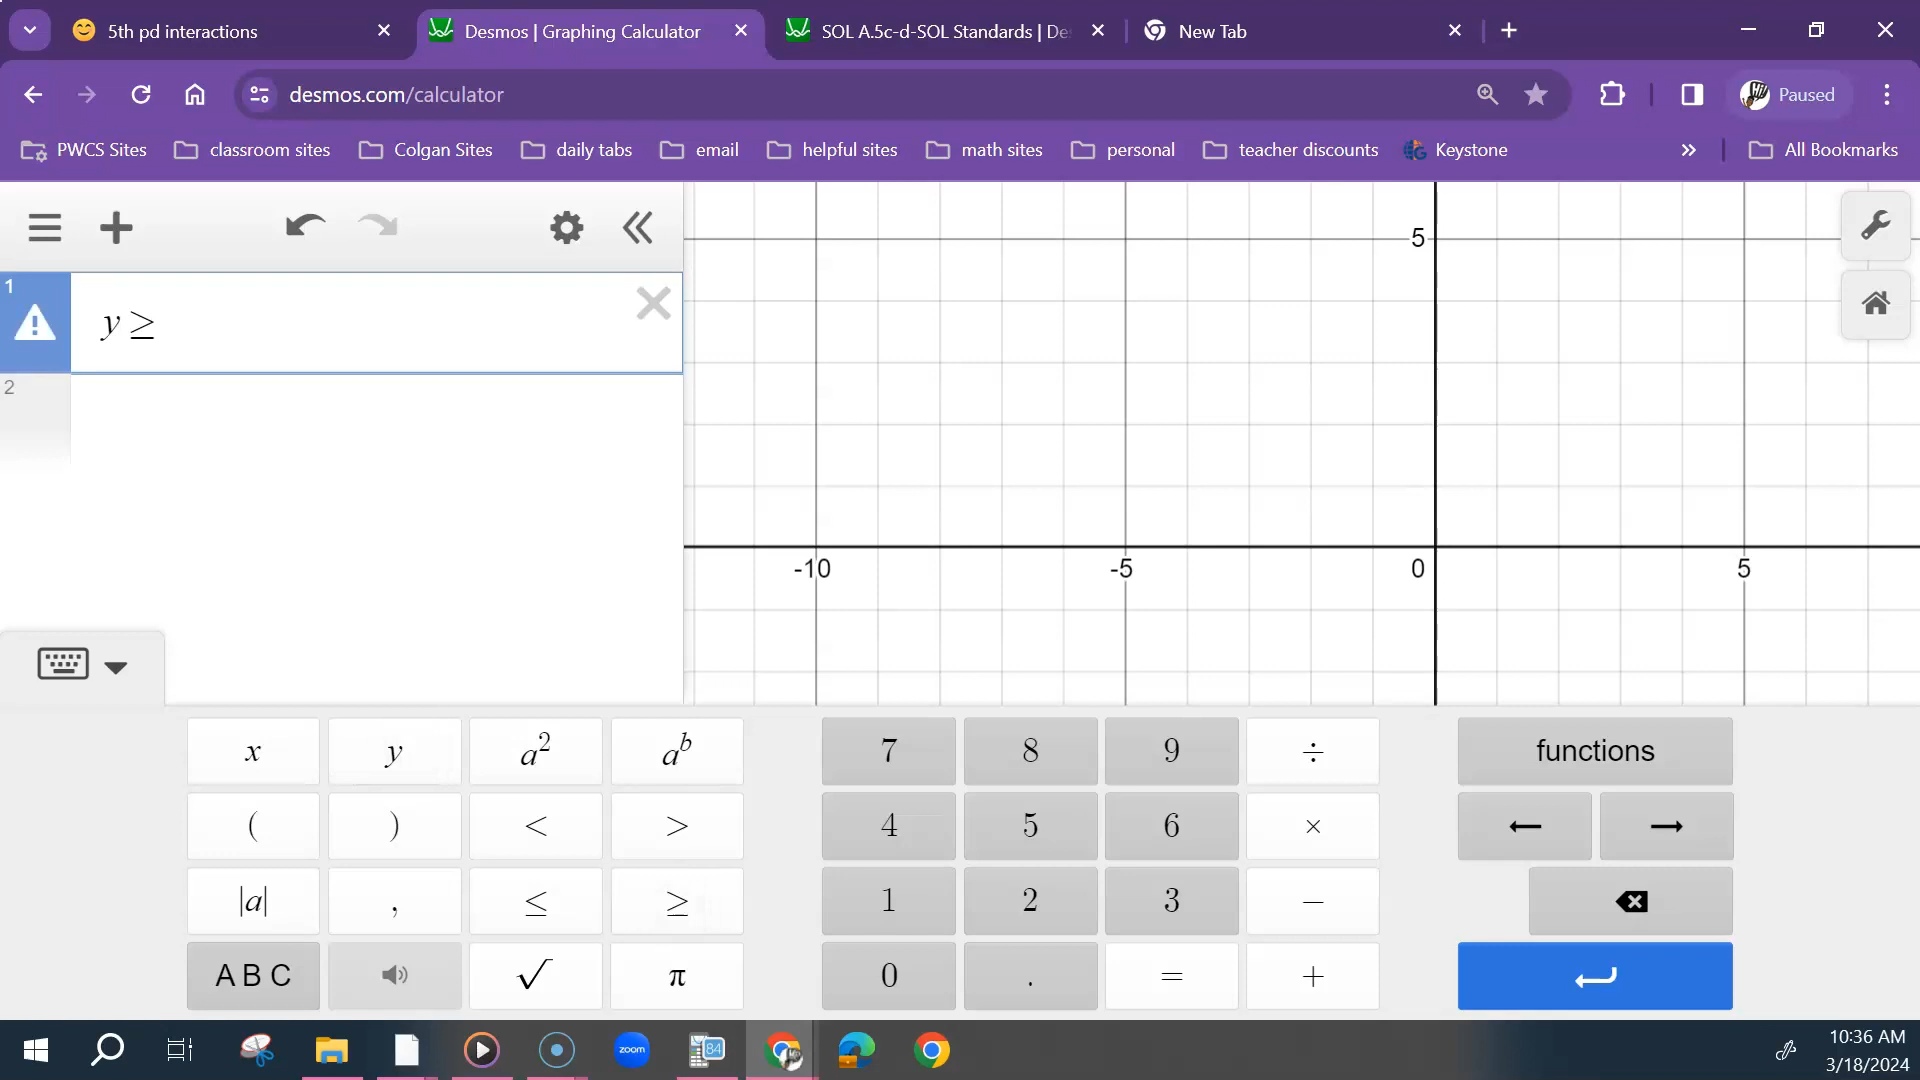 5th pd interactions
Desmos | Graphing Calculator
SOL A.5c-d-SOL Standards | De
New Tab
desmos.com/calculator
Paused
PWCS Sites
classroom sites
Colgan Sites
daily tabs
email
helpful sites
math sites
personal
teacher discounts
Keystone
»
All Bookmarks
1
y ≥
2
5
-10
-5
0
5
x
y
a²
aᵇ
7
8
9
÷
functions
(
)
<
>
4
5
6
×
←
→
|a|
,
≤
≥
1
2
3
−
A B C
√
π
0
.
=
+
zoom
84
10:36 AM
3/18/2024